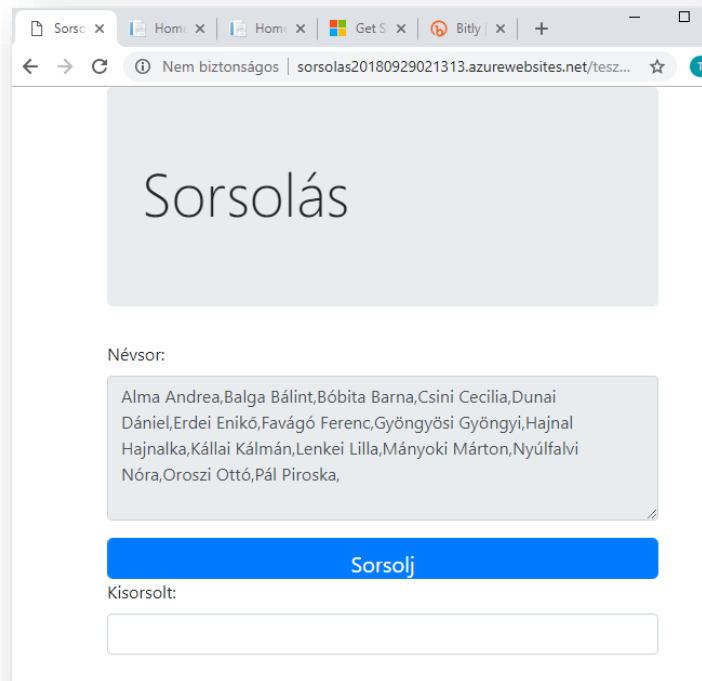 Sorso
Home
Home
Get S
Bitly
Nem biztonságos | sorsolas20180929021313.azurewebsites.net/tesz...
T
Sorsolás
Névsor:
Alma Andrea,Balga Bálint,Bóbita Barna,Csini Cecilia,Dunai
Dániel,Erdei Enikő,Favágó Ferenc,Gyöngyösi Gyöngyi,Hajnal
Hajnalka,Kállai Kálmán,Lenkei Lilla,Mányoki Márton,Nyúlfalvi
Nóra,Oroszi Ottó,Pál Piroska,
Sorsolj
Kisorsolt: